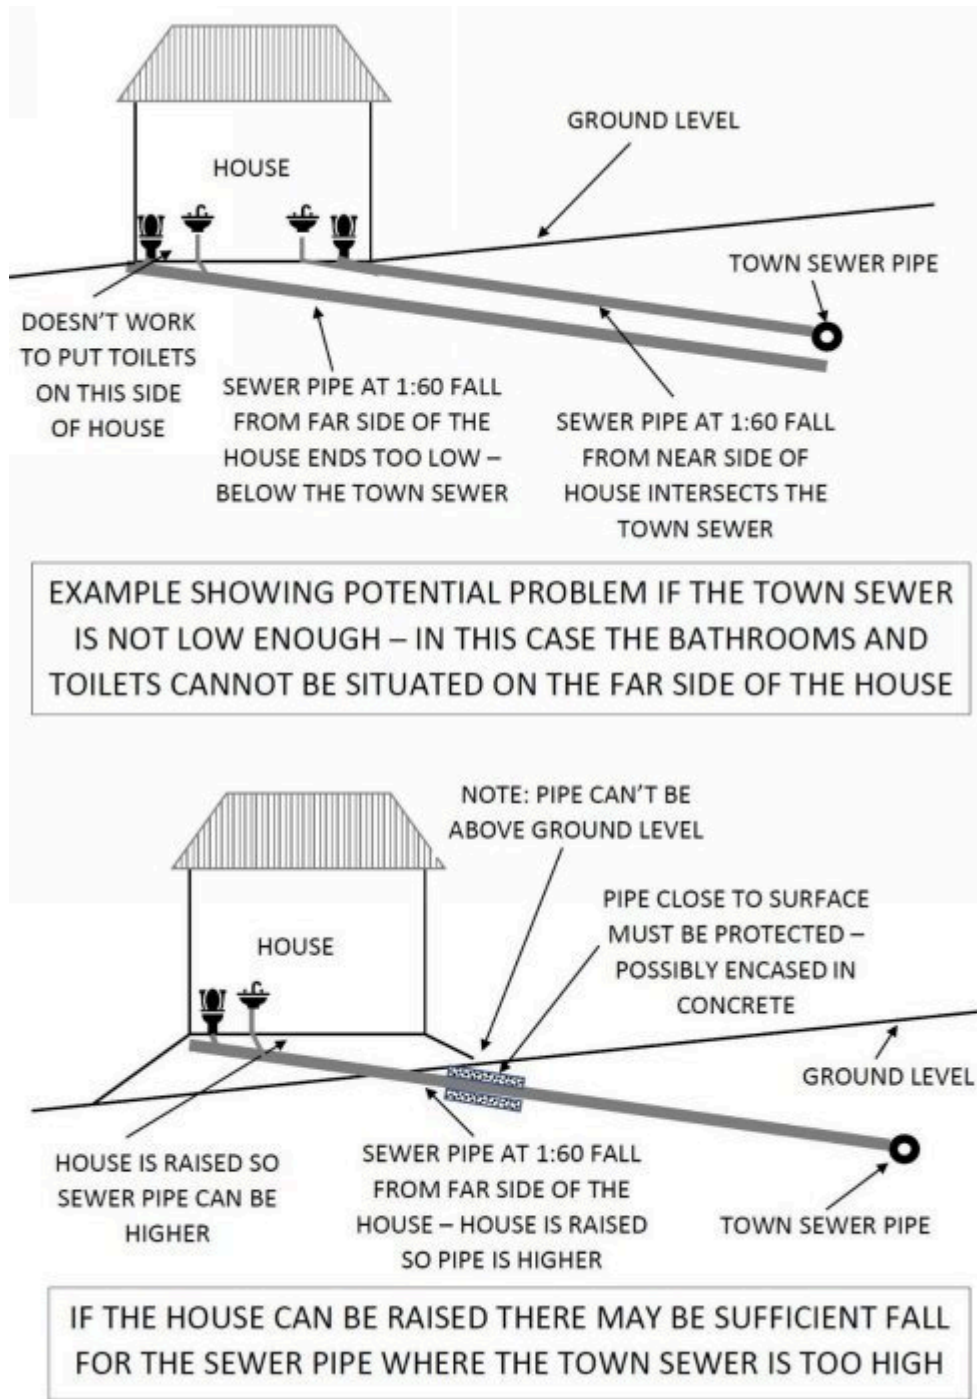 GROUND LEVEL
HOUSE
TOWN SEWER PIPE
DOESN'T WORK
TO PUT TOILETS
ON THIS SIDE
OF HOUSE
SEWER PIPE AT 1:60 FALL
FROM FAR SIDE OF THE
HOUSE ENDS TOO LOW –
BELOW THE TOWN SEWER
SEWER PIPE AT 1:60 FALL
FROM NEAR SIDE OF
HOUSE INTERSECTS THE
TOWN SEWER
EXAMPLE SHOWING POTENTIAL PROBLEM IF THE TOWN SEWER
IS NOT LOW ENOUGH – IN THIS CASE THE BATHROOMS AND
TOILETS CANNOT BE SITUATED ON THE FAR SIDE OF THE HOUSE
NOTE: PIPE CAN'T BE
ABOVE GROUND LEVEL
PIPE CLOSE TO SURFACE
MUST BE PROTECTED –
POSSIBLY ENCASED IN
CONCRETE
HOUSE
GROUND LEVEL
HOUSE IS RAISED SO
SEWER PIPE CAN BE
HIGHER
SEWER PIPE AT 1:60 FALL
FROM FAR SIDE OF THE
HOUSE – HOUSE IS RAISED
SO PIPE IS HIGHER
TOWN SEWER PIPE
IF THE HOUSE CAN BE RAISED THERE MAY BE SUFFICIENT FALL
FOR THE SEWER PIPE WHERE THE TOWN SEWER IS TOO HIGH